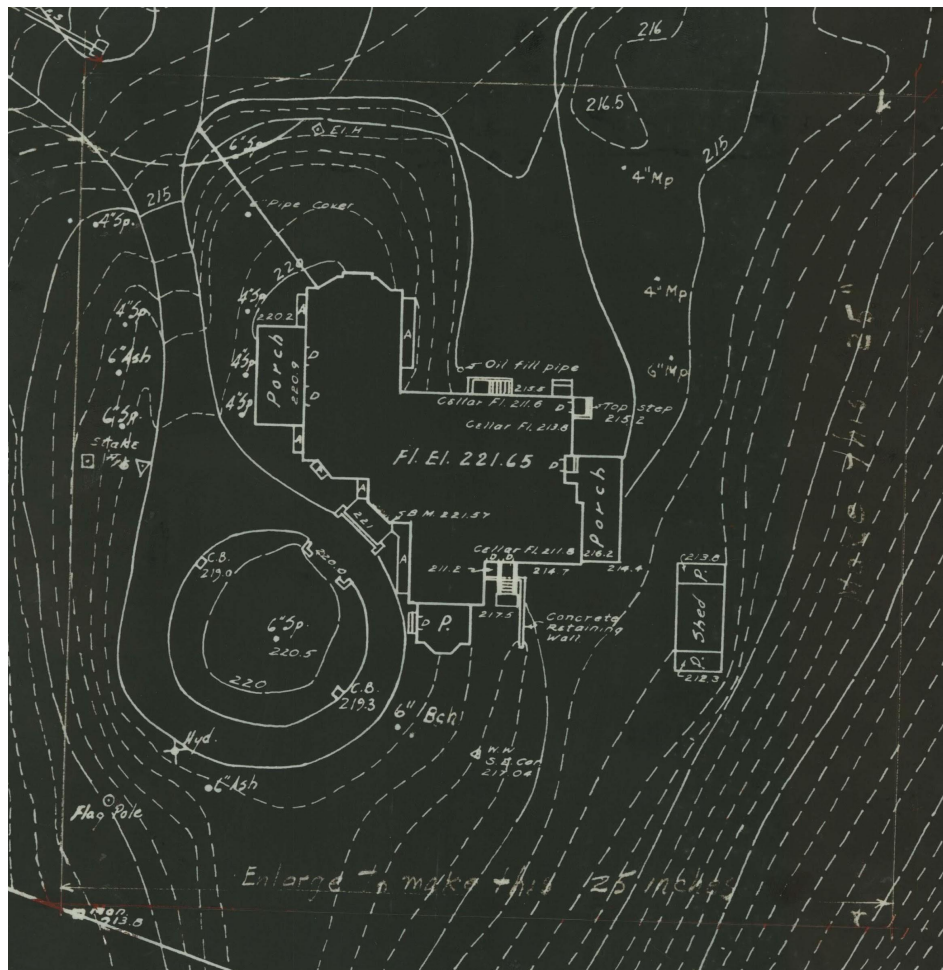 216
216.5
El. H
6" Sp.
215
215
4" Mp
Pipe Cover
4" Sp.
220
4" Mp
4" Sp
220.2
A
A
4" Sp.
6" Ash
Porch
220.9
D
D
4" Sp
4" Sp
Oil fill pipe
215.5
Cellar Fl. 211.6
D
Top step
215.2
6" Mp
6" Sp.
Stake
Cellar Fl. 213.8
A
Fl. El. 221.65
D
Porch
A
221
B.M. 221.57
A
220.0
C.B.
219.0
Cellar Fl. 211.8
D D
216.2
211.2
214.7
214.4
213.8
P.
Shed
P.
212.3
6" Sp.
220.5
220
217.5
D
P.
Concrete
Retaining
Wall
C.B.
219.3
6" Bch
Hyd.
W.W.
S.E. Cor.
217.04
6" Ash
Flag Pole
Enlarge to make this 125 inches
Mon.
213.8